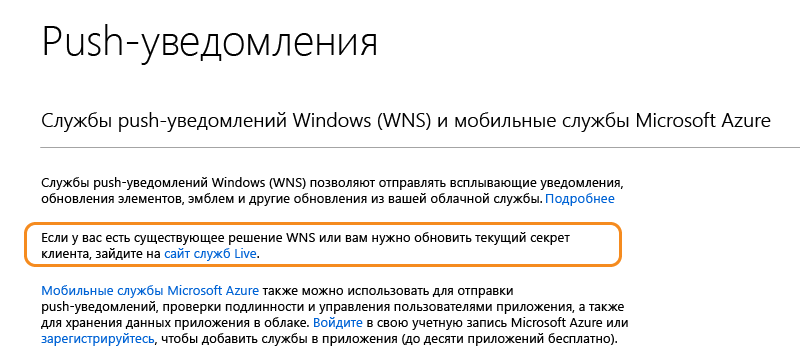 Push-уведомления
Службы push-уведомлений Windows (WNS) и мобильные службы Microsoft Azure
Службы push-уведомлений Windows (WNS) позволяют отправлять всплывающие уведомления,
обновления элементов, эмблем и другие обновления из вашей облачной службы. Подробнее
Если у вас есть существующее решение WNS или вам нужно обновить текущий секрет
клиента, зайдите на сайт служб Live.
Мобильные службы Microsoft Azure также можно использовать для отправки
push-уведомлений, проверки подлинности и управления пользователями приложения, а также
для хранения данных приложения в облаке. Войдите в свою учетную запись Microsoft Azure или
зарегистрируйтесь, чтобы добавить службы в приложения (до десяти приложений бесплатно).